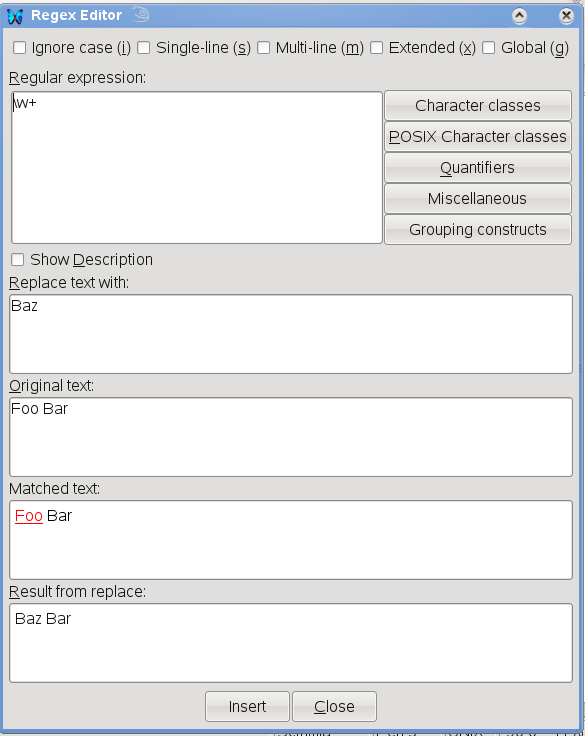 Regex Editor
Ignore case (i) Single-line (s) Multi-line (m) Extended (x) Global (g)
Regular expression:
\w+
Character classes
POSIX Character classes
Quantifiers
Miscellaneous
Grouping constructs
Show Description
Replace text with:
Baz
Original text:
Foo Bar
Matched text:
Foo Bar
Result from replace:
Baz Bar
Insert Close